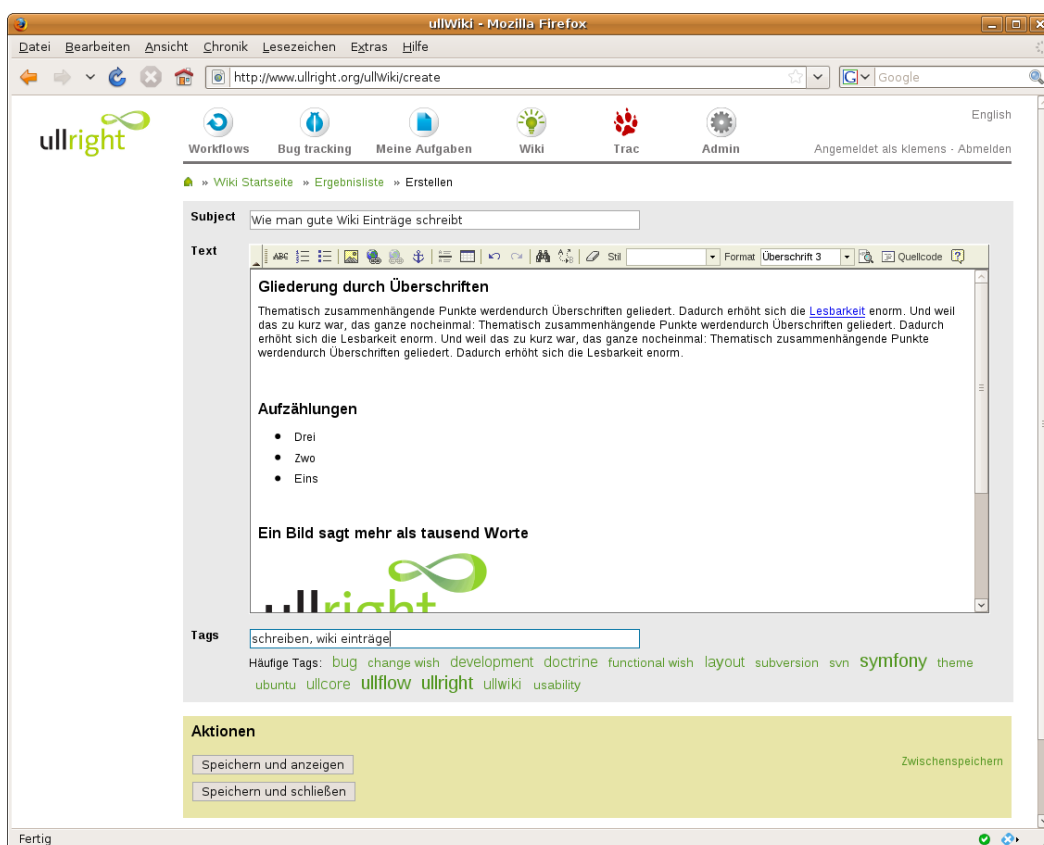 ullWiki - Mozilla Firefox
Datei Bearbeiten Ansicht Chronik Lesezeichen Extras Hilfe
http://www.ullright.org/ullWiki/create
Google
ullright
Workflows Bug tracking Meine Aufgaben Wiki Trac Admin
English
Angemeldet als klemens - Abmelden
» Wiki Startseite » Ergebnisliste » Erstellen
Subject Wie man gute Wiki Einträge schreibt
Text
ABC Stil Format Überschrift 3 Quellcode
Gliederung durch Überschriften
Thematisch zusammenhängende Punkte werdendurch Überschriften geliedert. Dadurch erhöht sich die Lesbarkeit enorm. Und weil
das zu kurz war, das ganze nocheinmal: Thematisch zusammenhängende Punkte werdendurch Überschriften geliedert. Dadurch
erhöht sich die Lesbarkeit enorm. Und weil das zu kurz war, das ganze nocheinmal: Thematisch zusammenhängende Punkte
werdendurch Überschriften geliedert. Dadurch erhöht sich die Lesbarkeit enorm.
Aufzählungen
• Drei
• Zwo
• Eins
Ein Bild sagt mehr als tausend Worte
ullright
Tags schreiben, wiki einträge
Häufige Tags: bug change wish development doctrine functional wish layout subversion svn symfony theme
ubuntu ullcore ullflow ullright ullwiki usability
Aktionen
Speichern und anzeigen
Zwischenspeichern
Speichern und schließen
Fertig